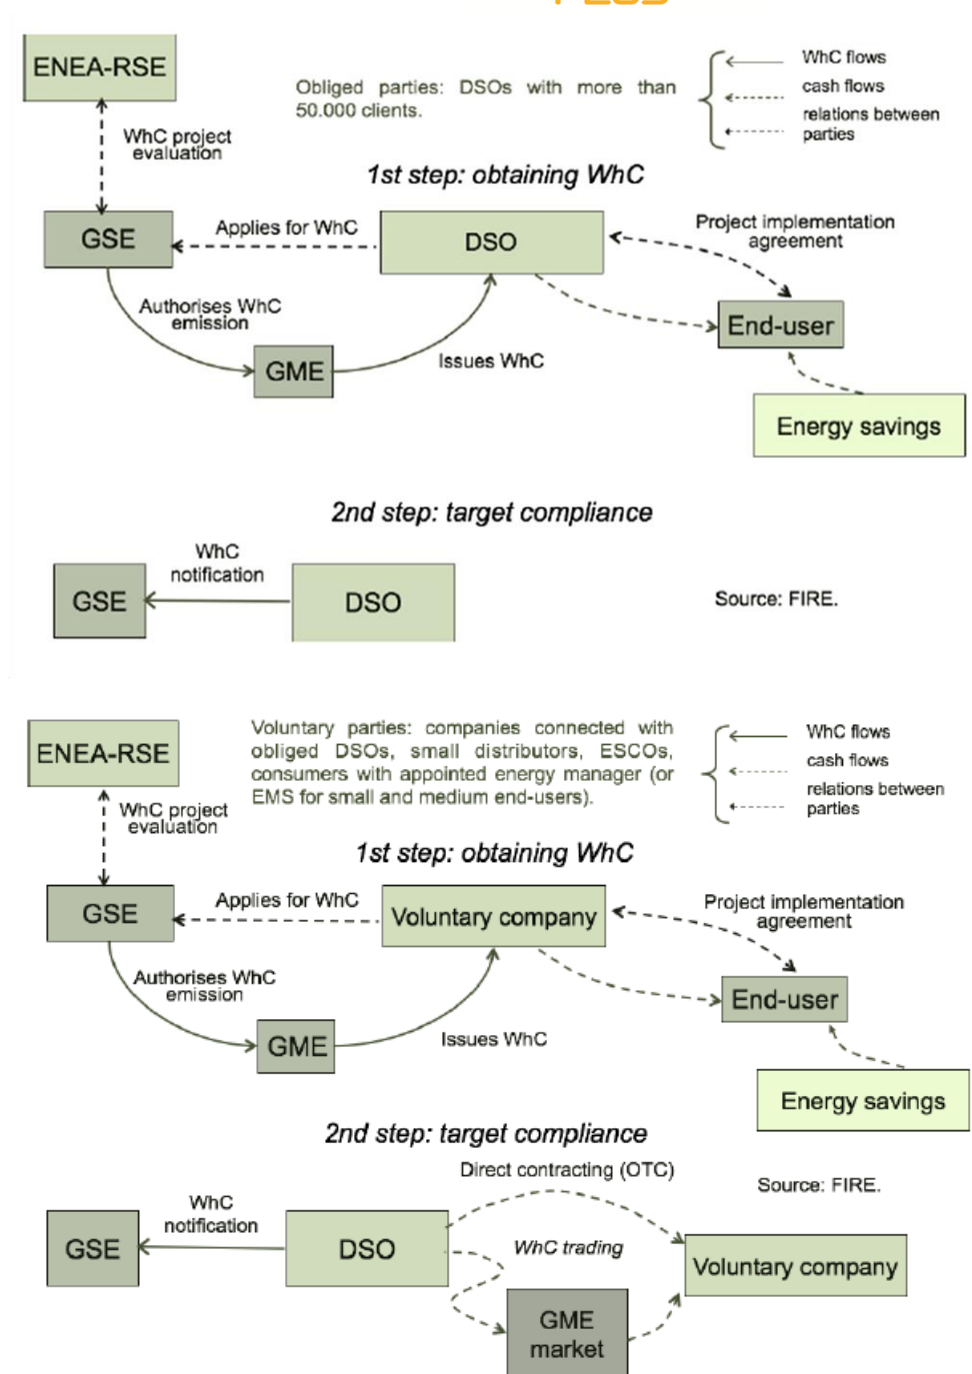 PLUS
ENEA-RSE
Obliged parties: DSOs with more than
50.000 clients.
WhC flows
cash flows
relations between
parties
WhC project
evaluation
1st step: obtaining WhC
GSE
Applies for WhC
DSO
Project implementation
agreement
Authorises WhC
emission
GME
Issues WhC
End-user
Energy savings
2nd step: target compliance
WhC
notification
GSE
DSO
Source: FIRE.
ENEA-RSE
Voluntary parties: companies connected with
obliged DSOs, small distributors, ESCOs,
consumers with appointed energy manager (or
EMS for small and medium end-users).
WhC flows
cash flows
relations between
parties
WhC project
evaluation
1st step: obtaining WhC
GSE
Applies for WhC
Voluntary company
Project implementation
agreement
Authorises WhC
emission
GME
Issues WhC
End-user
Energy savings
2nd step: target compliance
Direct contracting (OTC)
Source: FIRE.
WhC
notification
GSE
DSO
WhC trading
Voluntary company
GME
market